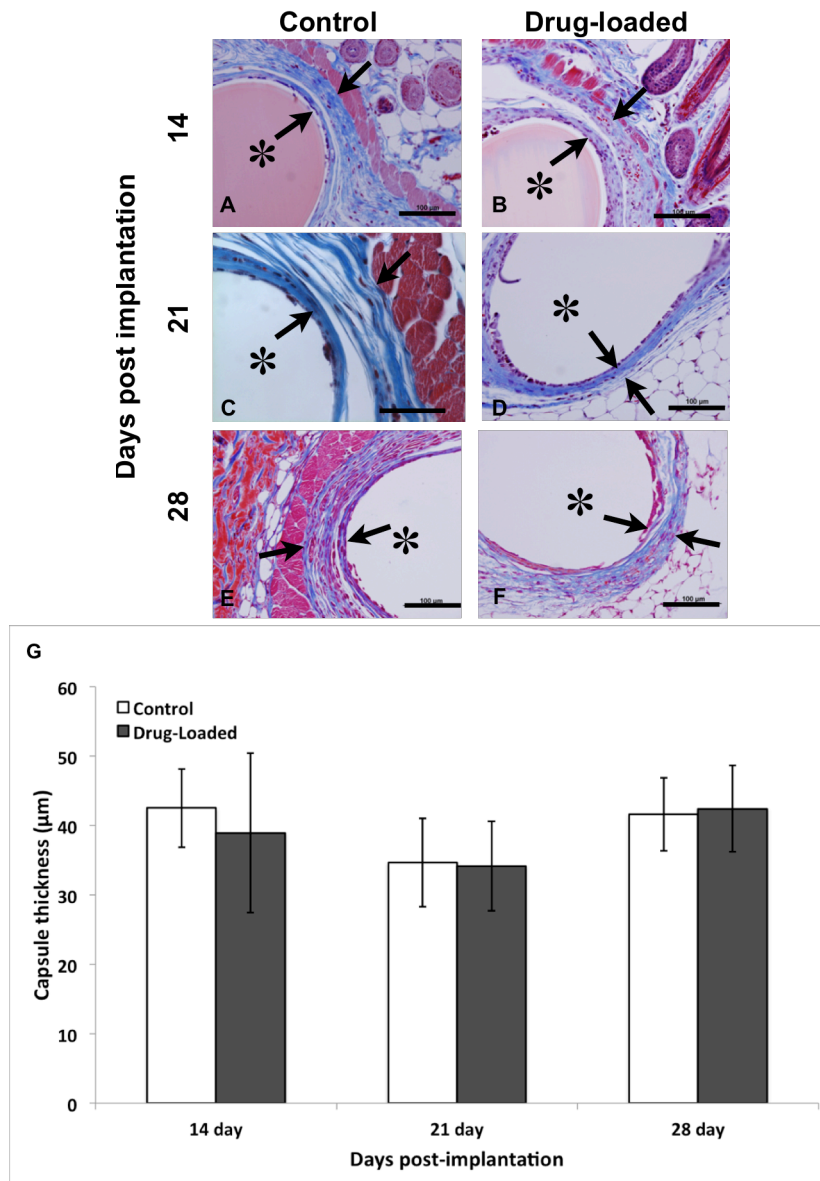 Control
Drug-loaded
Days post implantation
14
A
100 µm
B
100 µm
21
C
D
100 µm
28
E
100 µm
F
100 µm
G
Capsule thickness (µm)
60
50
40
30
20
10
0
Control
Drug-Loaded
14 day
21 day
28 day
Days post-implantation